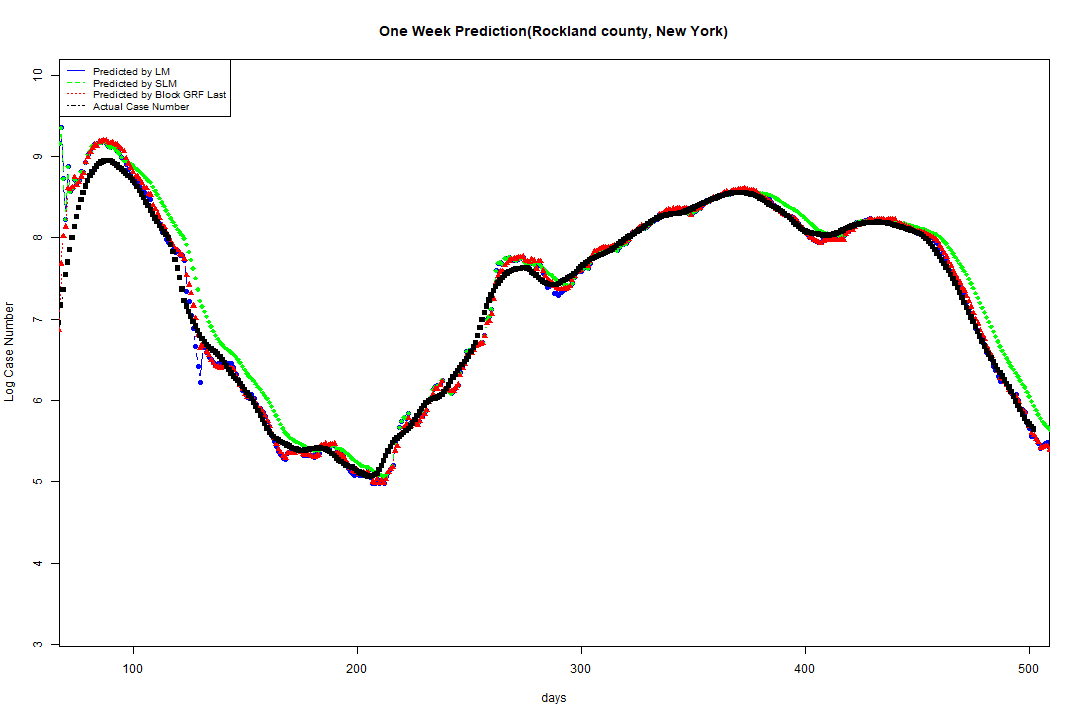 One Week Prediction(Rockland county, New York)
Predicted by LM
Predicted by SLM
Predicted by Block GRF Last
Actual Case Number
Log Case Number
10
9
8
7
6
5
4
3
100 200 300 400 500
days